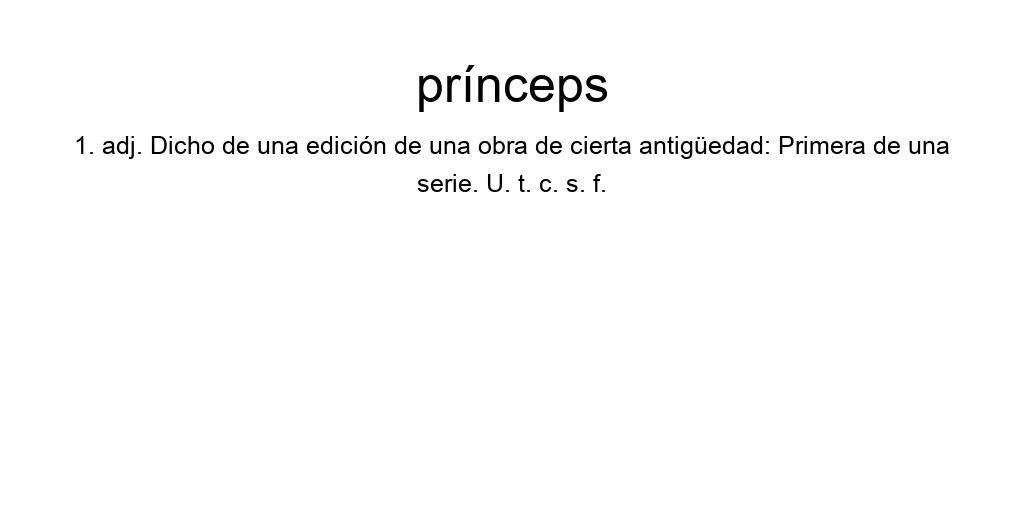 prínceps
1. adj. Dicho de una edición de una obra de cierta antigüedad: Primera de una
serie. U. t. c. s. f.